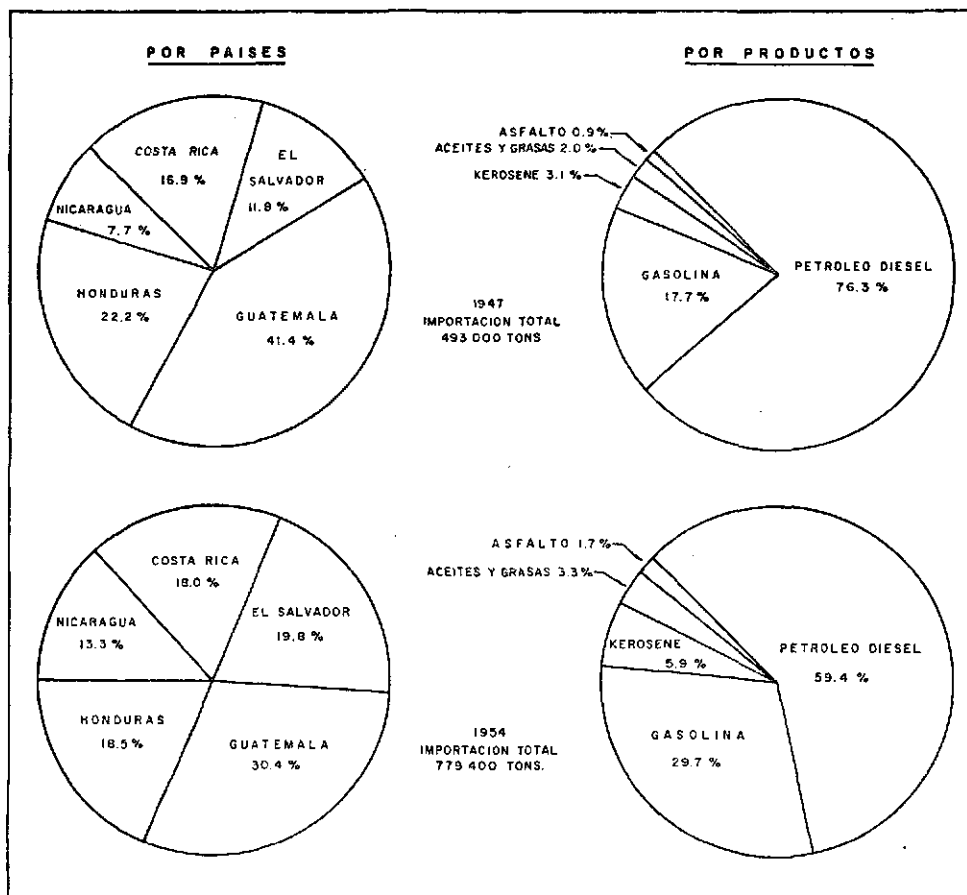 POR PAISES
POR PRODUCTOS
COSTA RICA
16.9 %
EL
SALVADOR
11.8 %
NICARAGUA
7.7 %
HONDURAS
22.2 %
GUATEMALA
41.4 %
1947
IMPORTACION TOTAL
493 000 TONS
ASFALTO 0.9%
ACEITES Y GRASAS 2.0%
KEROSENE 3.1 %
GASOLINA
17.7 %
PETROLEO DIESEL
76.3 %
COSTA RICA
18.0 %
EL SALVADOR
19.8 %
NICARAGUA
13.3 %
HONDURAS
18.5 %
GUATEMALA
30.4 %
1954
IMPORTACION TOTAL
779 400 TONS.
ASFALTO 1.7%
ACEITES Y GRASAS 3.3%
KEROSENE
5.9 %
PETROLEO DIESEL
59.4 %
GASOLINA
29.7 %